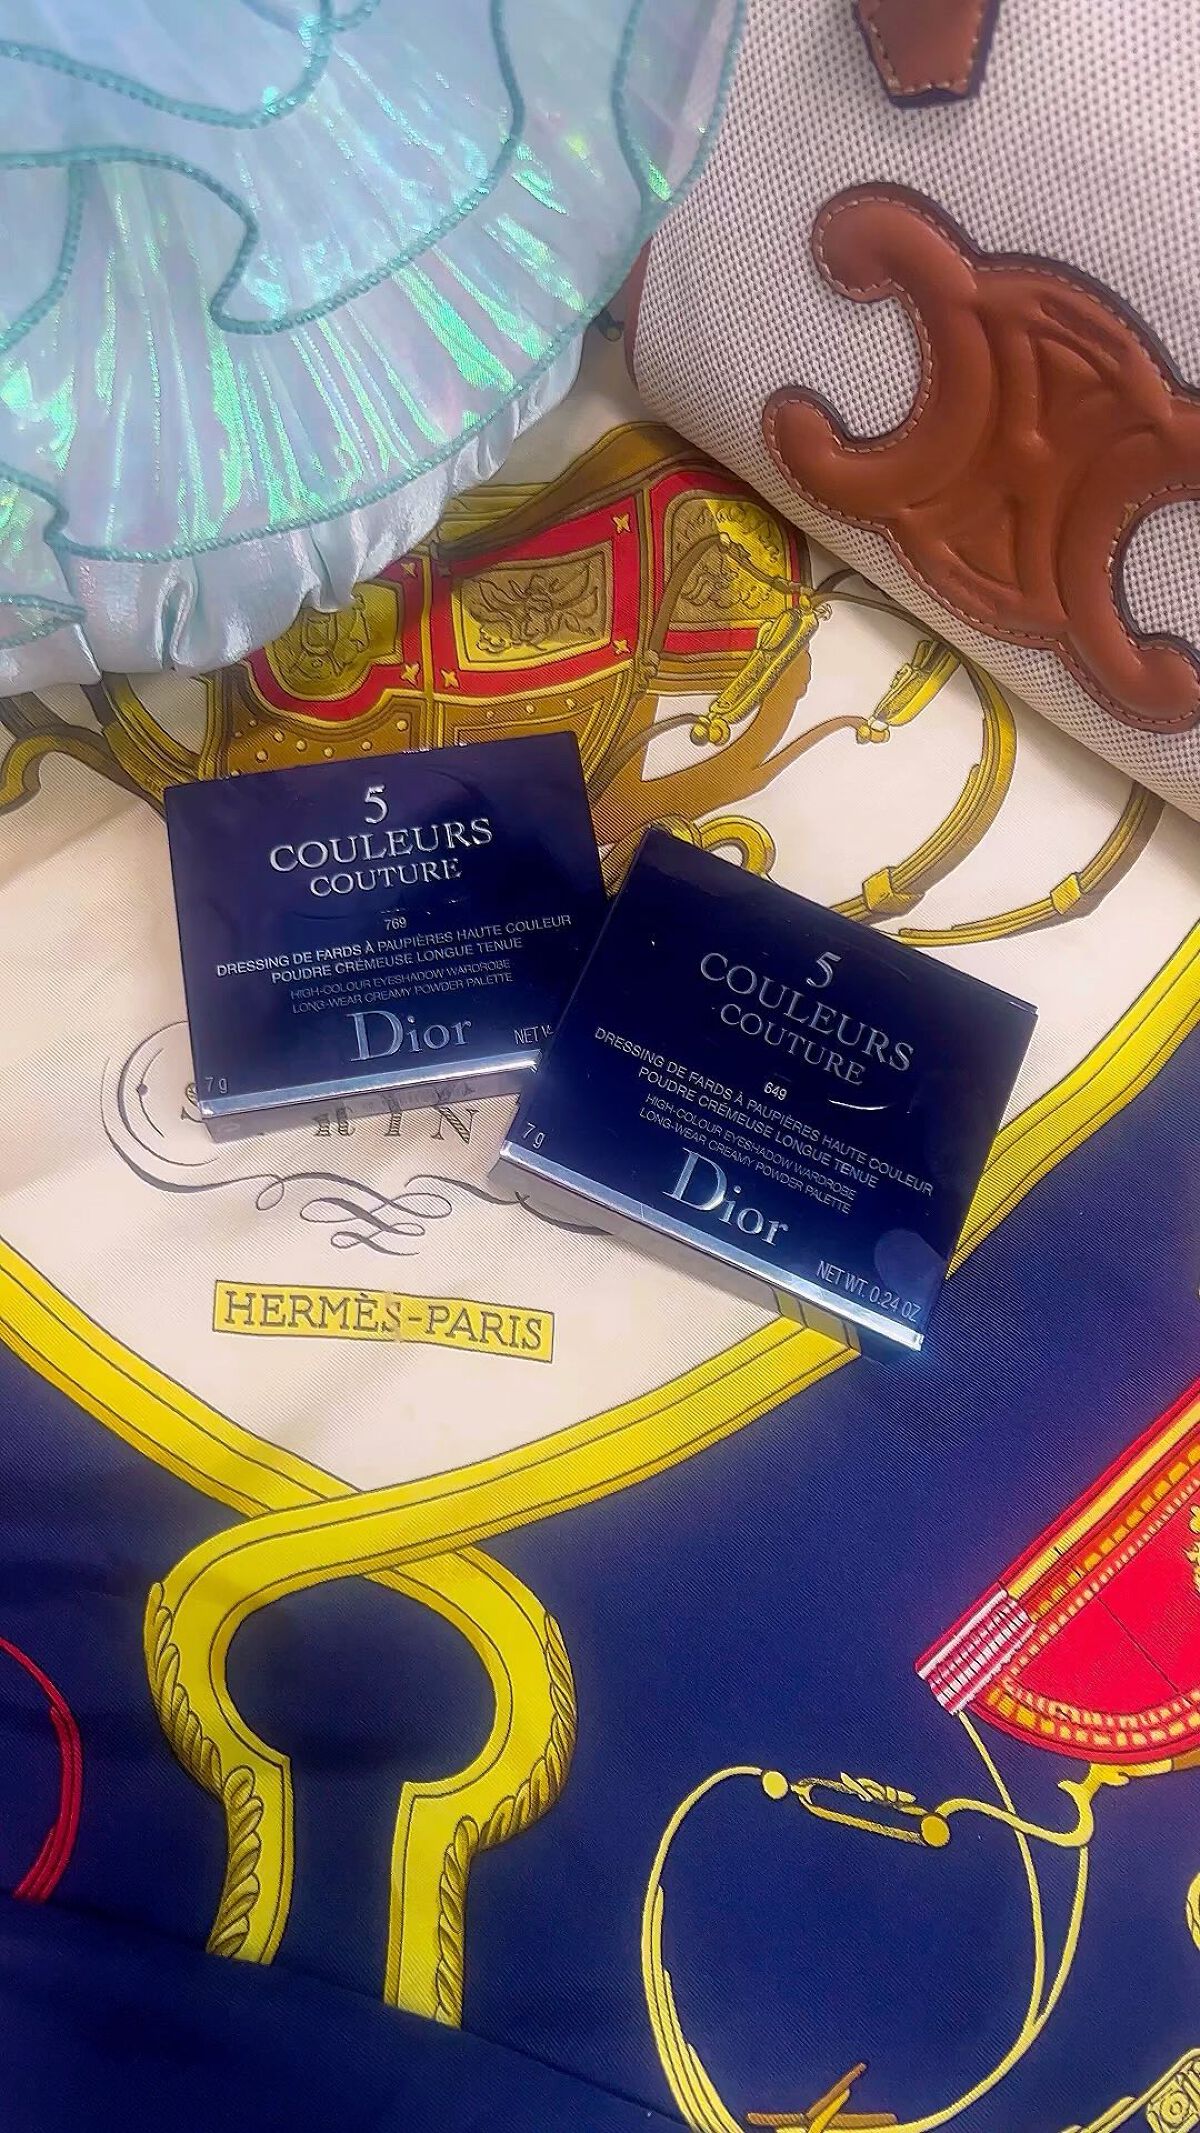 5
COULEURS
COUTURE
769
DRESSING DE FARDS À PAUPIÈRES HAUTE COULEUR
POUDRE CRÉMEUSE LONGUE TENUE
HIGH-COLOUR EYESHADOW WARDROBE
LONG-WEAR CREAMY POWDER PALETTE
Dior
7 g
NET
5
COULEURS
COUTURE
649
DRESSING DE FARDS À PAUPIÈRES HAUTE COULEUR
POUDRE CRÉMEUSE LONGUE TENUE
HIGH-COLOUR EYESHADOW WARDROBE
LONG-WEAR CREAMY POWDER PALETTE
Dior
7 g
NET WT. 0.24 OZ
HERMÈS-PARIS